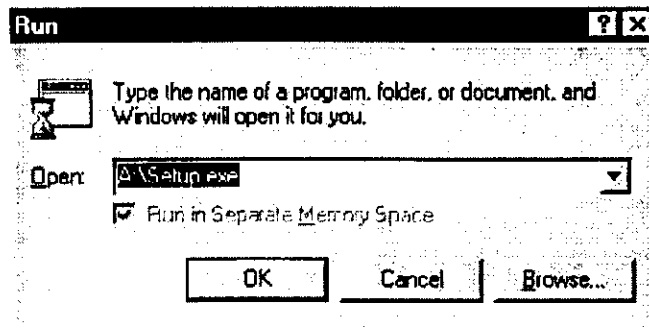 Run
Type the name of a program, folder, or document, and
Windows will open it for you.
Open: A:\Setup.exe
Run in Separate Memory Space
OK Cancel Browse...